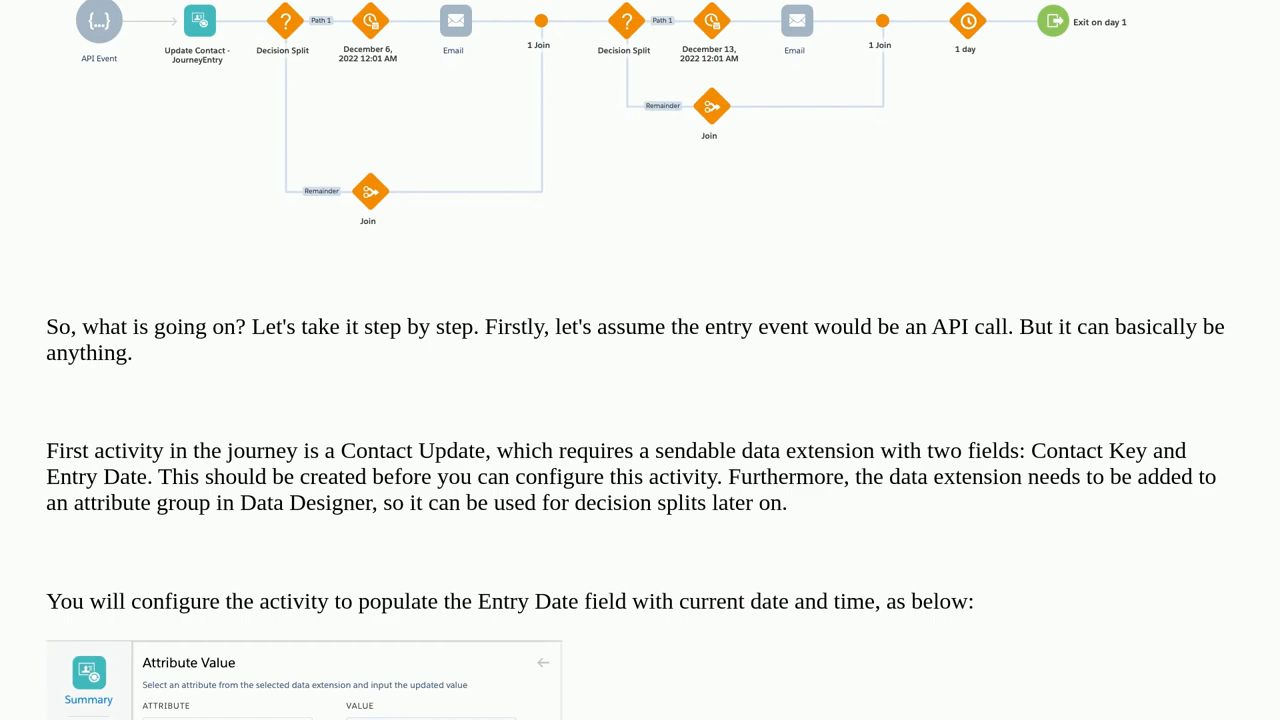 {...}
API Event
Update Contact -
JourneyEntry
?
Decision Split
Path 1
December 6,
2022 12:01 AM
Email
1 Join
?
Decision Split
Path 1
December 13,
2022 12:01 AM
Email
1 Join
1 day
Exit on day 1
Remainder
Join
Remainder
Join
So, what is going on? Let's take it step by step. Firstly, let's assume the entry event would be an API call. But it can basically be
anything.
First activity in the journey is a Contact Update, which requires a sendable data extension with two fields: Contact Key and
Entry Date. This should be created before you can configure this activity. Furthermore, the data extension needs to be added to
an attribute group in Data Designer, so it can be used for decision splits later on.
You will configure the activity to populate the Entry Date field with current date and time, as below:
Summary
Attribute Value
Select an attribute from the selected data extension and input the updated value
ATTRIBUTE
VALUE